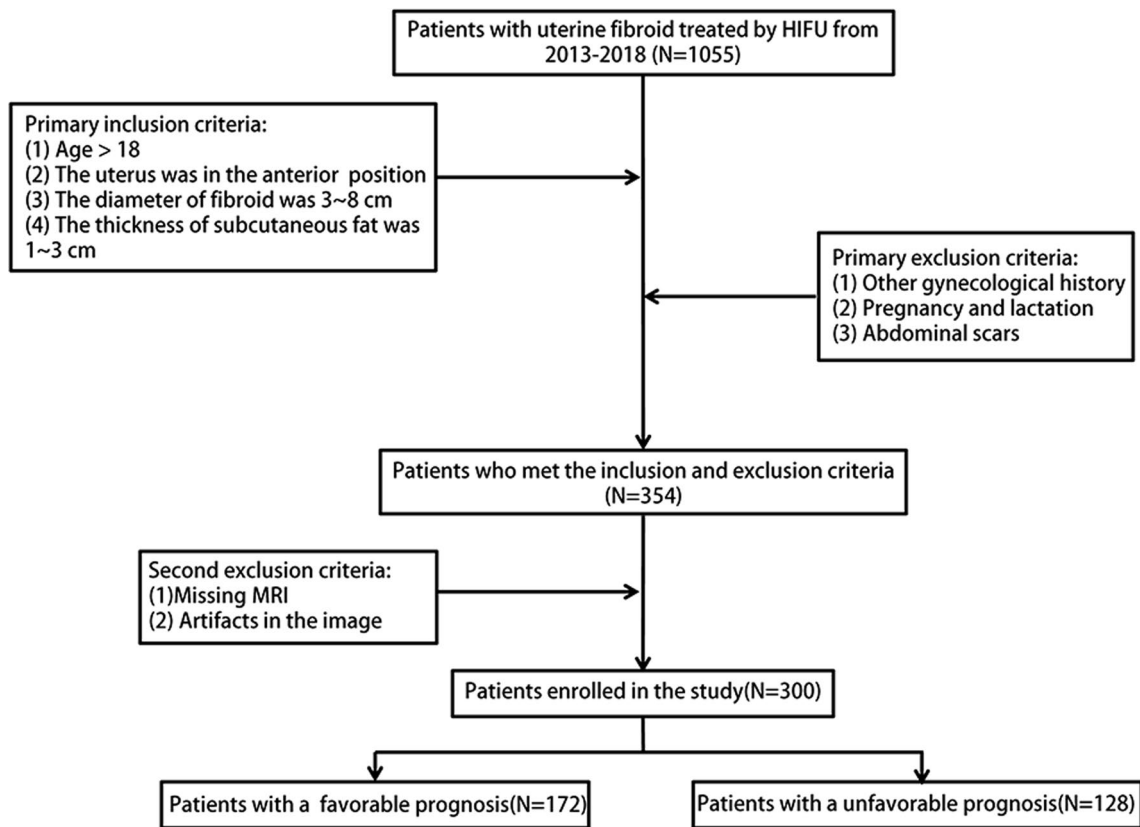 Patients with uterine fibroid treated by HIFU from
2013-2018 (N=1055)
Primary inclusion criteria:
(1) Age > 18
(2) The uterus was in the anterior position
(3) The diameter of fibroid was 3~8 cm
(4) The thickness of subcutaneous fat was
1~3 cm
Primary exclusion criteria:
(1) Other gynecological history
(2) Pregnancy and lactation
(3) Abdominal scars
Patients who met the inclusion and exclusion criteria
(N=354)
Second exclusion criteria:
(1)Missing MRI
(2) Artifacts in the image
Patients enrolled in the study(N=300)
Patients with a favorable prognosis(N=172)
Patients with a unfavorable prognosis(N=128)